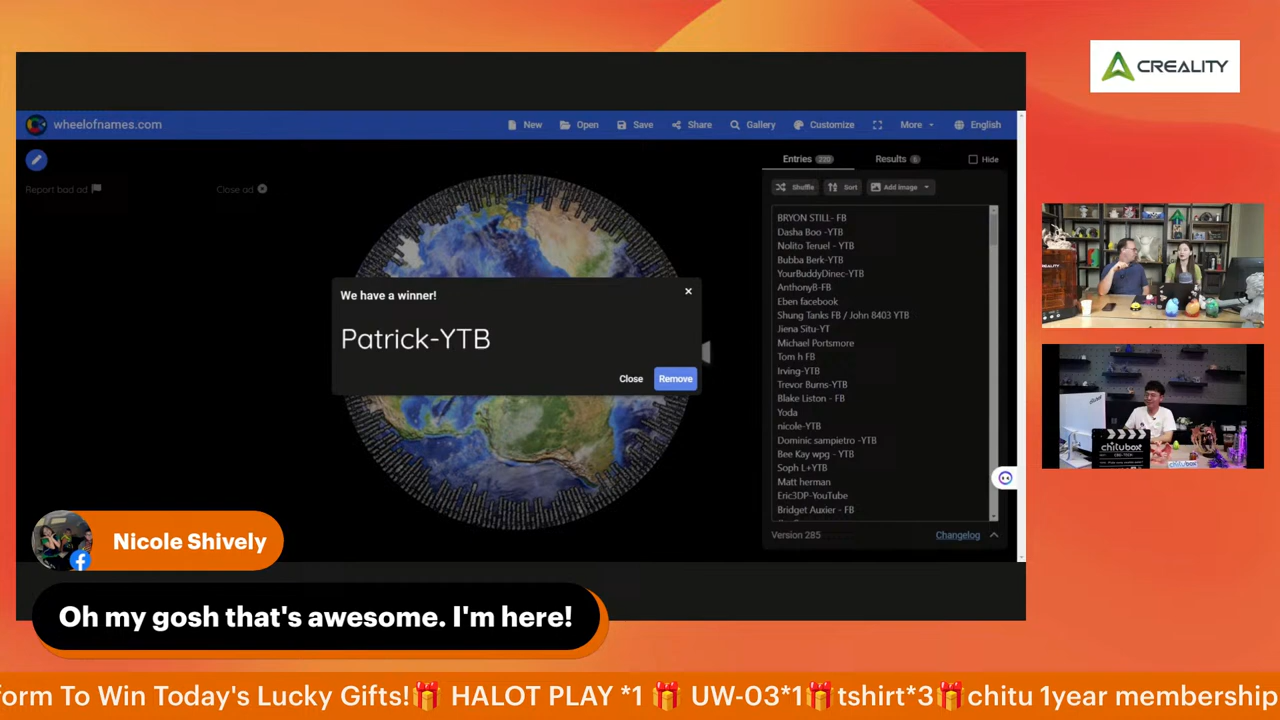 CREALITY
wheelofnames.com
New
Open
Save
Share
Gallery
Customize
More
English
Report bad ad
Close ad
Entries 220
Results 6
Hide
Shuffle
Sort
Add image
BRYON STILL- FB
Dasha Boo -YTB
Nolito Teruel - YTB
Bubba Berk-YTB
YourBuddyDinec-YTB
AnthonyB-FB
Eben facebook
Shung Tanks FB / John 8403 YTB
Jiena Situ-YT
Michael Portsmore
Tom h FB
Irving-YTB
Trevor Burns-YTB
Blake Liston - FB
Yoda
nicole-YTB
Dominic sampietro -YTB
Bee Kay wpg - YTB
Soph L+YTB
Matt herman
Eric3DP-YouTube
Bridget Auxier - FB
Version 285
Changelog
We have a winner!
Patrick-YTB
Close
Remove
chitubox
Nicole Shively
Oh my gosh that's awesome. I'm here!
form To Win Today's Lucky Gifts!🎁 HALOT PLAY *1 🎁 UW-03*1🎁tshirt*3🎁chitu 1year membership